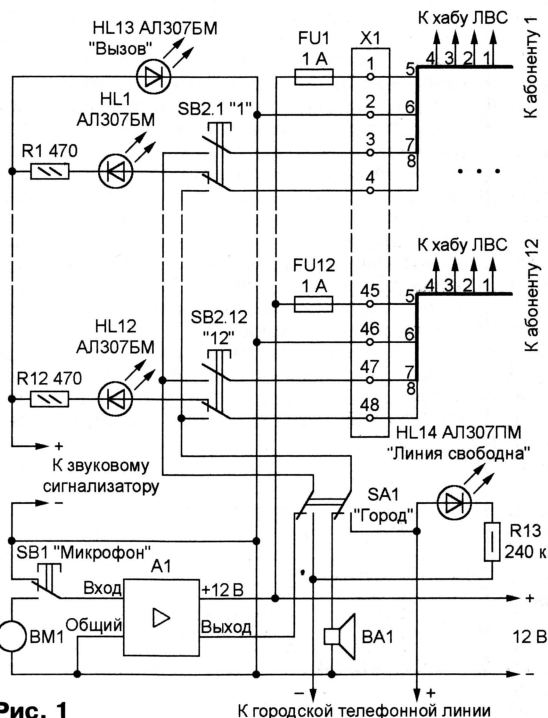 HL13 АЛ307БМ
"Вызов"
FU1
1 А
X1
К хабу ЛВС
4 3 2 1
К абоненту 1
HL1
АЛ307БМ
SB2.1 "1"
R1 470
1
2
3
4
5
6
7
8
. . .
FU12
1 А
К хабу ЛВС
4 3 2 1
К абоненту 12
HL12
АЛ307БМ
SB2.12
"12"
R12 470
45
46
47
48
5
6
7
8
HL14 АЛ307ПМ
"Линия свободна"
+
К звуковому
сигнализатору
−
SA1
"Город"
R13
240 к
SB1 "Микрофон"
A1
Вход
+12 В
Общий
Выход
BM1
BA1
+
12 В
−
− +
Рис. 1
К городской телефонной линии